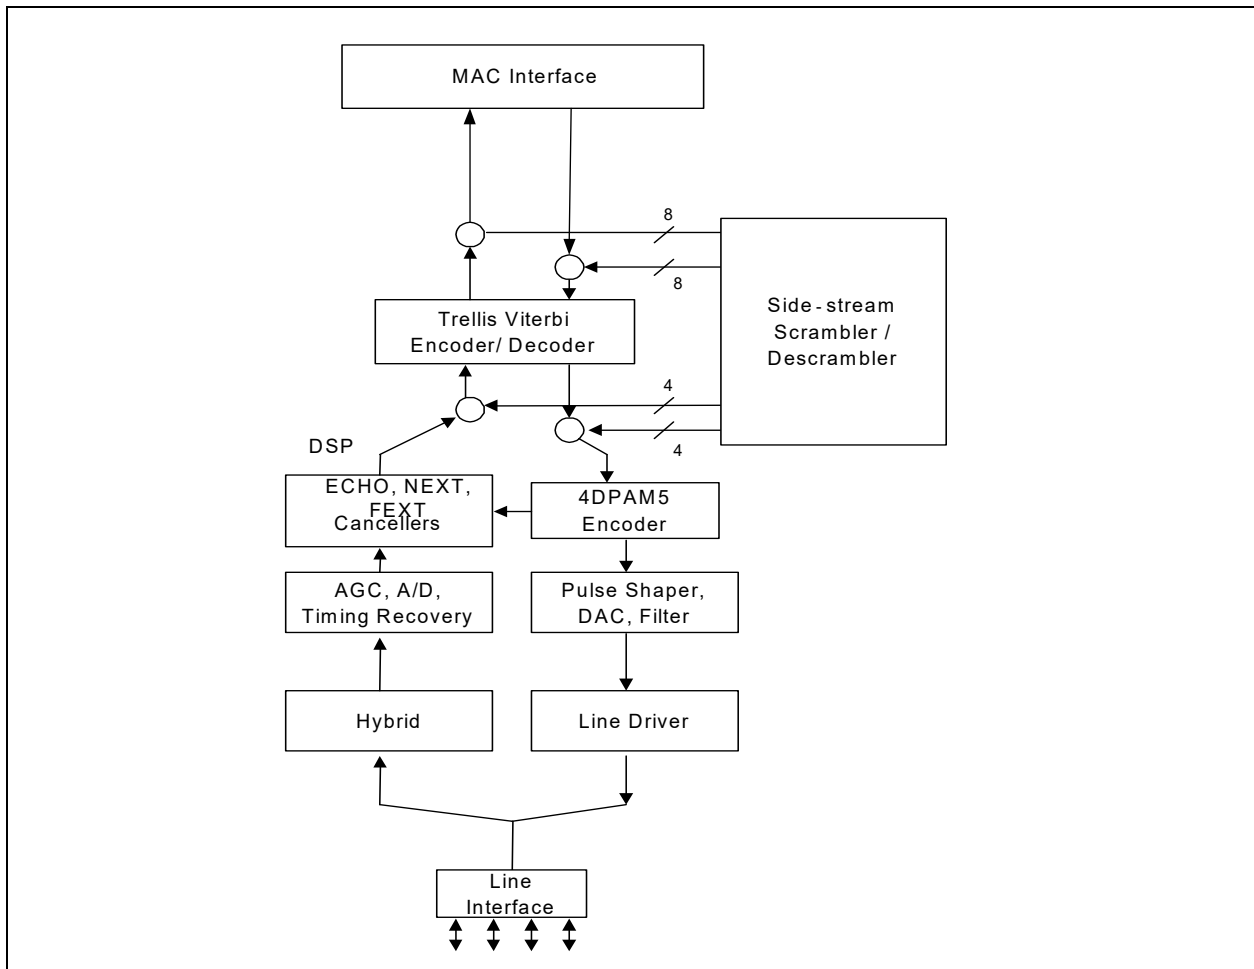 MAC Interface
8
8
Side-stream
Scrambler /
Descrambler
Trellis Viterbi
Encoder/ Decoder
4
4
DSP
ECHO, NEXT,
FEXT
Cancellers
4DPAM5
Encoder
AGC, A/D,
Timing Recovery
Pulse Shaper,
DAC, Filter
Hybrid
Line Driver
Line
Interface